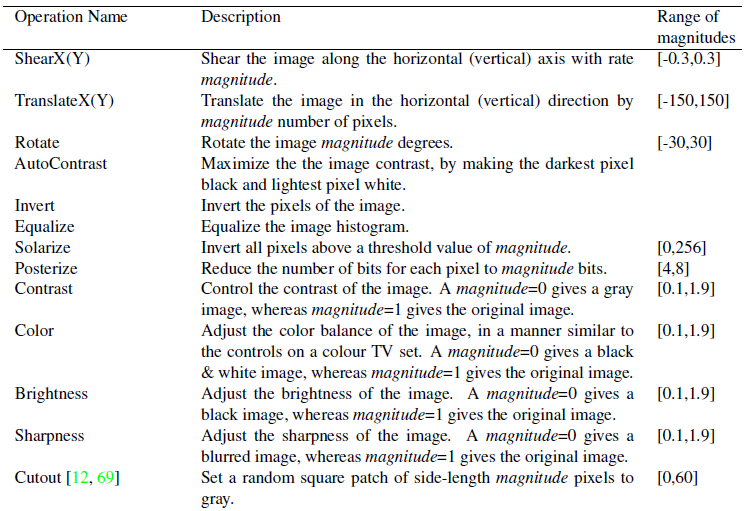 Operation Name Description Range of
magnitudes
ShearX(Y) Shear the image along the horizontal (vertical) axis with rate [-0.3,0.3]
magnitude.
TranslateX(Y) Translate the image in the horizontal (vertical) direction by [-150,150]
magnitude number of pixels.
Rotate Rotate the image magnitude degrees. [-30,30]
AutoContrast Maximize the the image contrast, by making the darkest pixel
black and lightest pixel white.
Invert Invert the pixels of the image.
Equalize Equalize the image histogram.
Solarize Invert all pixels above a threshold value of magnitude. [0,256]
Posterize Reduce the number of bits for each pixel to magnitude bits. [4,8]
Contrast Control the contrast of the image. A magnitude=0 gives a gray [0.1,1.9]
image, whereas magnitude=1 gives the original image.
Color Adjust the color balance of the image, in a manner similar to [0.1,1.9]
the controls on a colour TV set. A magnitude=0 gives a black
& white image, whereas magnitude=1 gives the original image.
Brightness Adjust the brightness of the image. A magnitude=0 gives a [0.1,1.9]
black image, whereas magnitude=1 gives the original image.
Sharpness Adjust the sharpness of the image. A magnitude=0 gives a [0.1,1.9]
blurred image, whereas magnitude=1 gives the original image.
Cutout [12, 69] Set a random square patch of side-length magnitude pixels to [0,60]
gray.